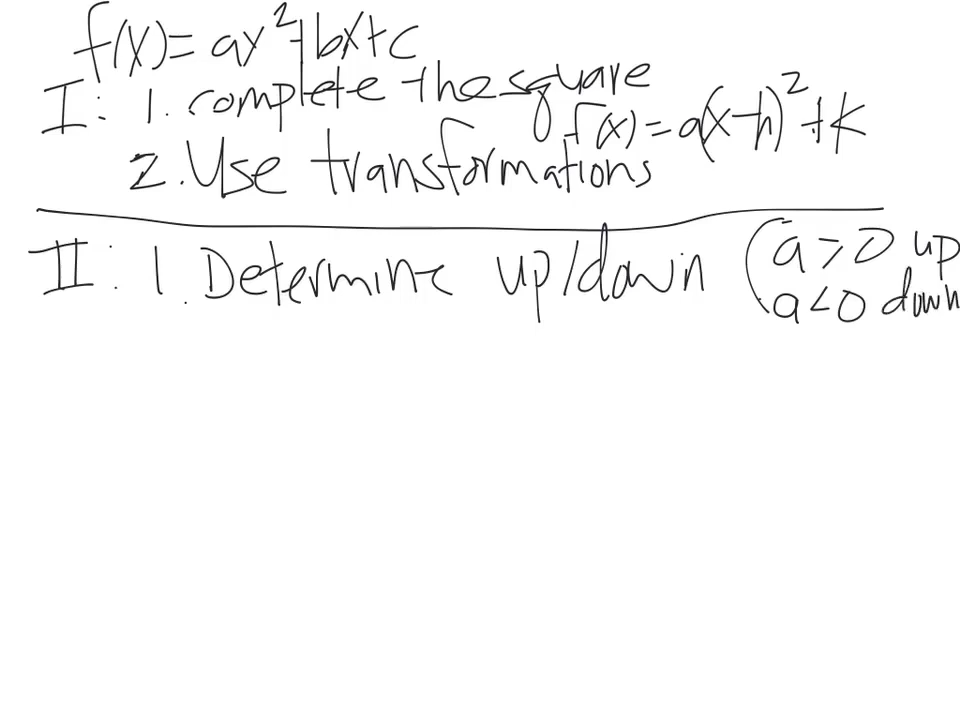 f(x) = ax² + bx + c
I: 1. complete the square
f(x) = a(x-h)² + k
2. Use transformations
II: 1. Determine up/down (a > 0 up
a < 0 down